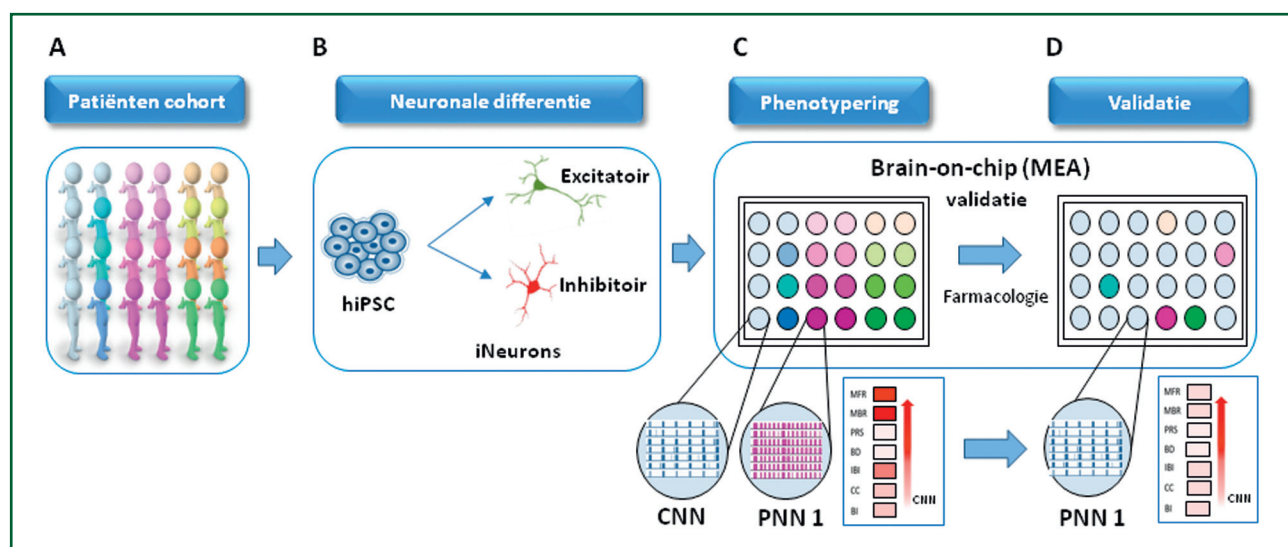 A
B
C
D
Patiënten cohort
Neuronale differentie
Phenotypering
Validatie
hiPSC
Excitatoir
Inhibitoir
iNeurons
Brain-on-chip (MEA)
validatie
Farmacologie
CNN
PNN 1
MFR
MBR
PRS
BD
IBI
CC
BI
CNN
PNN 1
MFR
MBR
PRS
BD
IBI
CC
BI
CNN